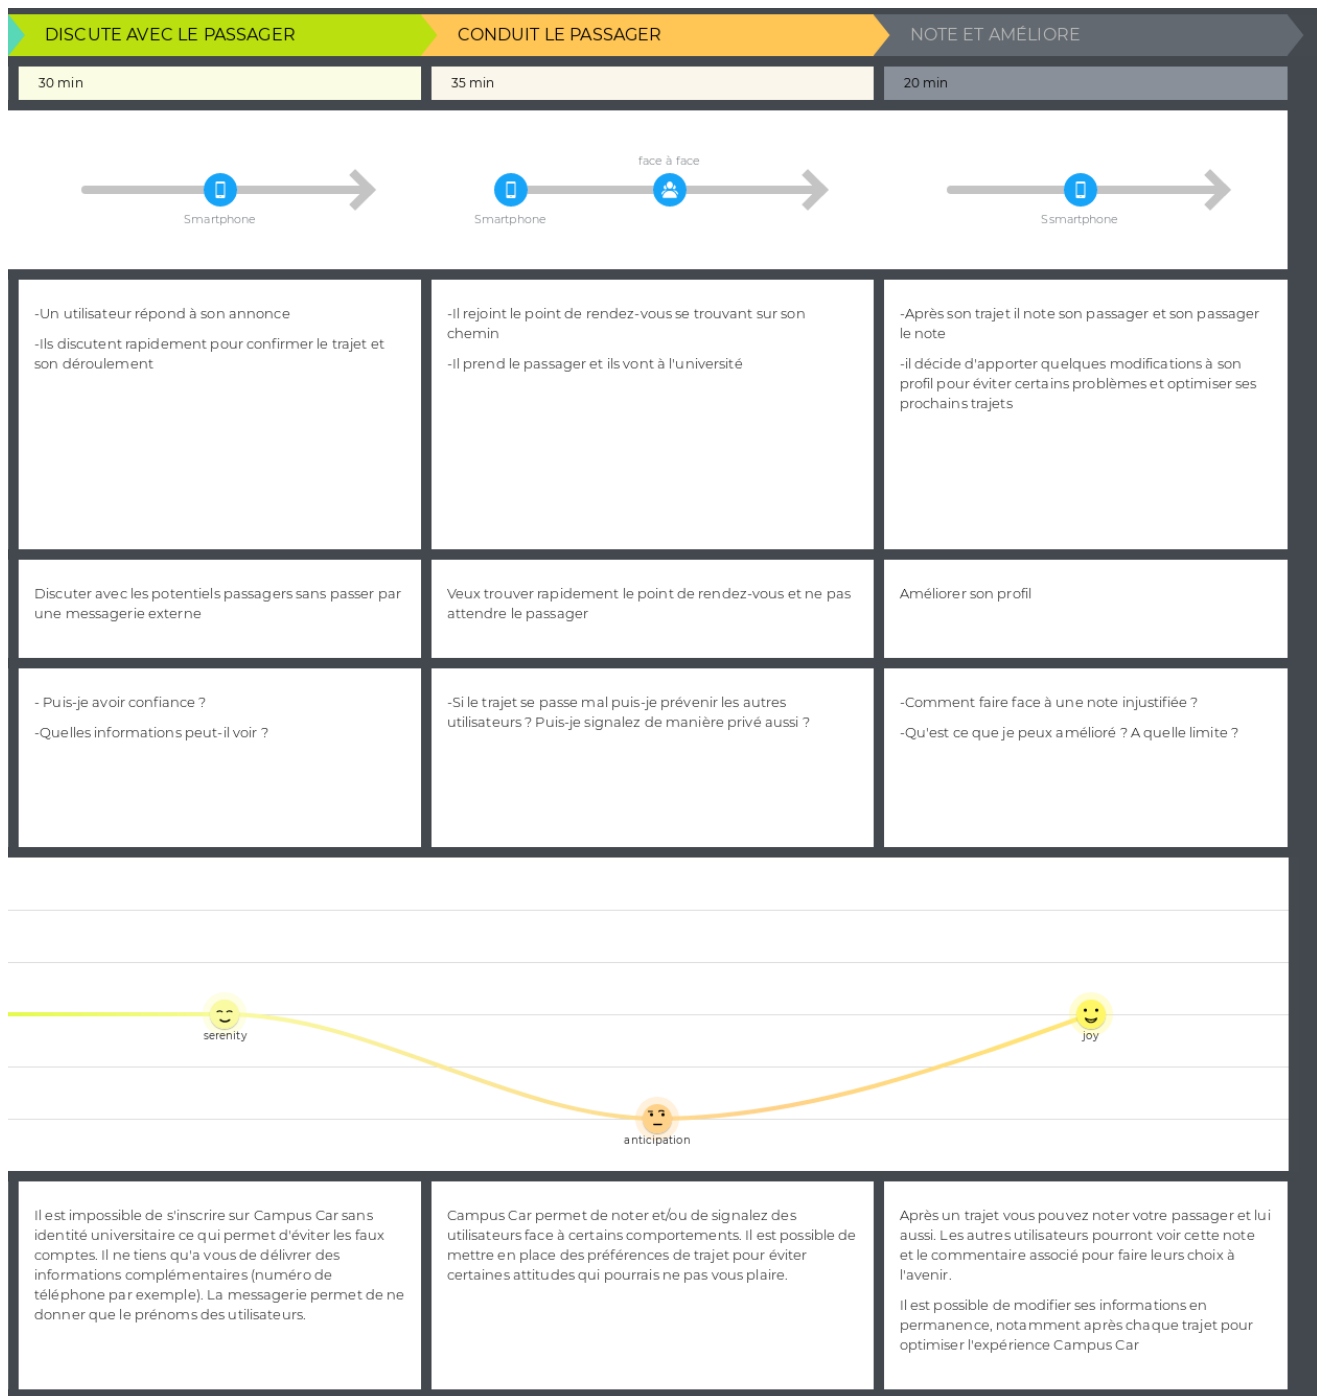 DISCUTE AVEC LE PASSAGER
CONDUIT LE PASSAGER
NOTE ET AMÉLIORE
30 min
35 min
20 min
Smartphone
Smartphone
face à face
Ssmartphone
-Un utilisateur répond à son annonce
-Ils discutent rapidement pour confirmer le trajet et
son déroulement
-Il rejoint le point de rendez-vous se trouvant sur son
chemin
-Il prend le passager et ils vont à l'université
-Après son trajet il note son passager et son passager
le note
-il décide d'apporter quelques modifications à son
profil pour éviter certains problèmes et optimiser ses
prochains trajets
Discuter avec les potentiels passagers sans passer par
une messagerie externe
Veux trouver rapidement le point de rendez-vous et ne pas
attendre le passager
Améliorer son profil
- Puis-je avoir confiance ?
-Quelles informations peut-il voir ?
-Si le trajet se passe mal puis-je prévenir les autres
utilisateurs ? Puis-je signalez de manière privé aussi ?
-Comment faire face à une note injustifiée ?
-Qu'est ce que je peux amélioré ? A quelle limite ?
serenity
anticipation
joy
Il est impossible de s'inscrire sur Campus Car sans
identité universitaire ce qui permet d'éviter les faux
comptes. Il ne tiens qu'a vous de délivrer des
informations complémentaires (numéro de
téléphone par exemple). La messagerie permet de ne
donner que le prénoms des utilisateurs.
Campus Car permet de noter et/ou de signalez des
utilisateurs face à certains comportements. Il est possible de
mettre en place des préférences de trajet pour éviter
certaines attitudes qui pourrais ne pas vous plaire.
Après un trajet vous pouvez noter votre passager et lui
aussi. Les autres utilisateurs pourront voir cette note
et le commentaire associé pour faire leurs choix à
l'avenir.
Il est possible de modifier ses informations en
permanence, notamment après chaque trajet pour
optimiser l'expérience Campus Car